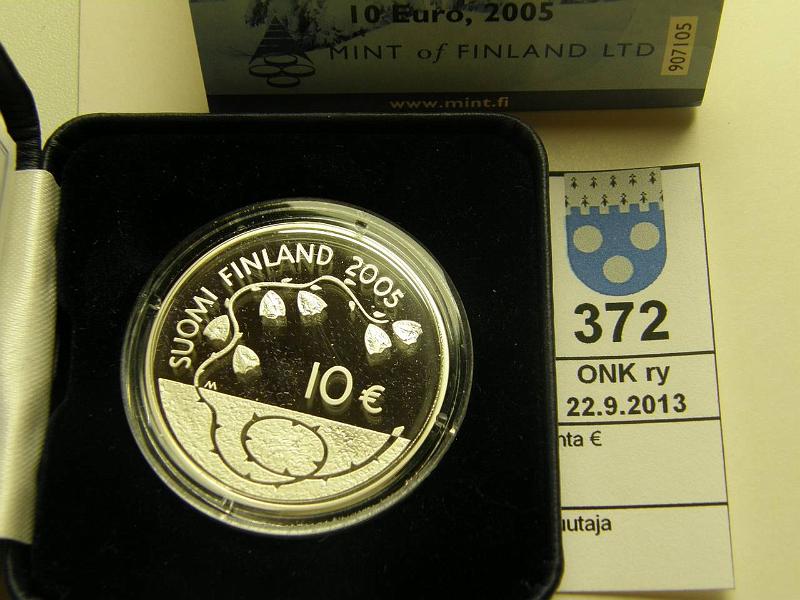 10 Euro, 2005
MINT of FINLAND LTD
907105
www.mint.fi
SUOMI FINLAND 2005
10 €
M
372
ONK ry
22.9.2013
nta €
utaja